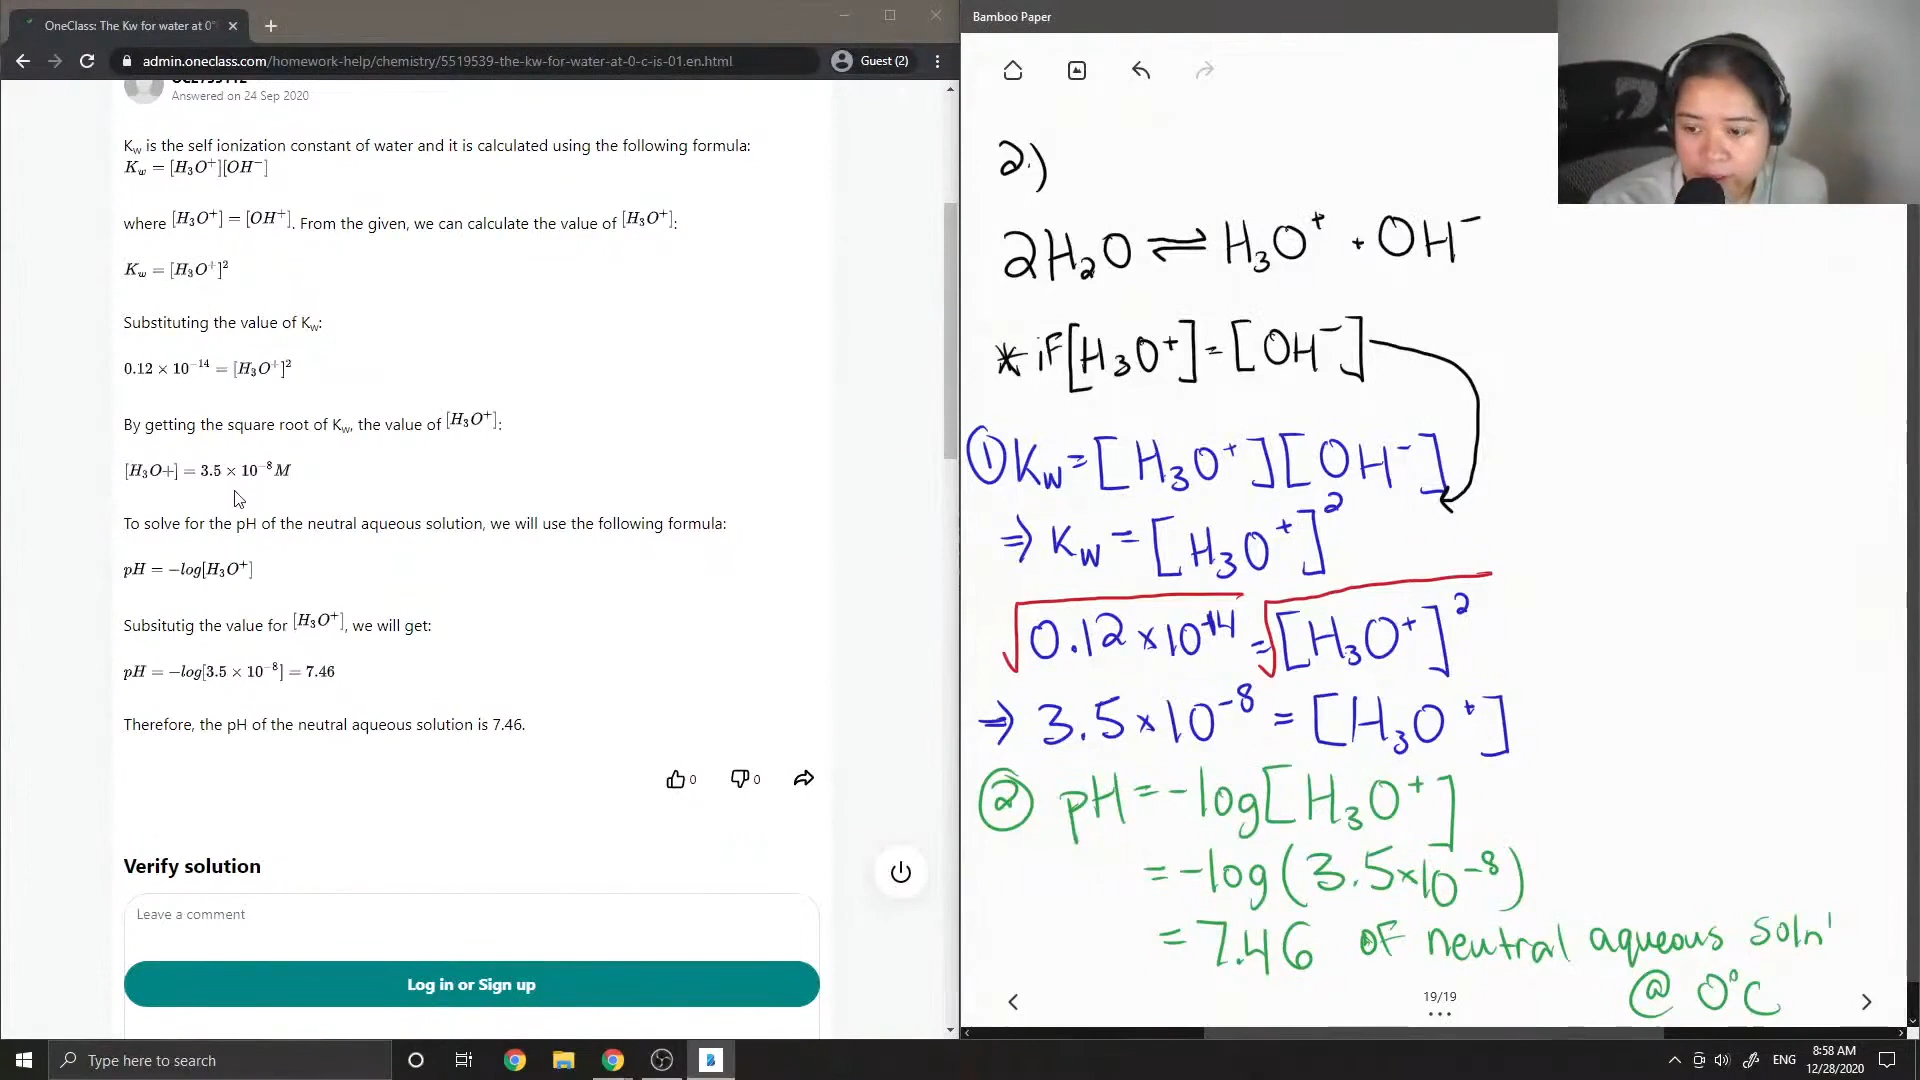 OneClass: The Kw for water at 0°
admin.oneclass.com/homework-help/chemistry/5519539-the-kw-for-water-at-0-c-is-01.en.html
Guest (2)
Answered on 24 Sep 2020
Kw is the self ionization constant of water and it is calculated using the following formula:
Kw = [H3O+][OH−]
where [H3O+] = [OH+]. From the given, we can calculate the value of [H3O+]:
Kw = [H3O+]2
Substituting the value of Kw:
0.12 × 10−14 = [H3O+]2
By getting the square root of Kw, the value of [H3O+]:
[H3O+] = 3.5 × 10−8 M
To solve for the pH of the neutral aqueous solution, we will use the following formula:
pH = −log[H3O+]
Subsitutig the value for [H3O+], we will get:
pH = −log[3.5 × 10−8] = 7.46
Therefore, the pH of the neutral aqueous solution is 7.46.
0 0
Verify solution
Leave a comment
Log in or Sign up
Bamboo Paper
2.)
2H2O ⇌ H3O+ + OH−
* if [H3O+] = [OH−]
① Kw = [H3O+][OH−]
⇒ Kw = [H3O+]2
√0.12 × 10-14 = √[H3O+]2
⇒ 3.5 × 10−8 = [H3O+]
② pH = −log[H3O+]
= −log(3.5×10−8)
= 7.46 of neutral aqueous soln'
@ 0°C
19/19
Type here to search
ENG
8:58 AM
12/28/2020